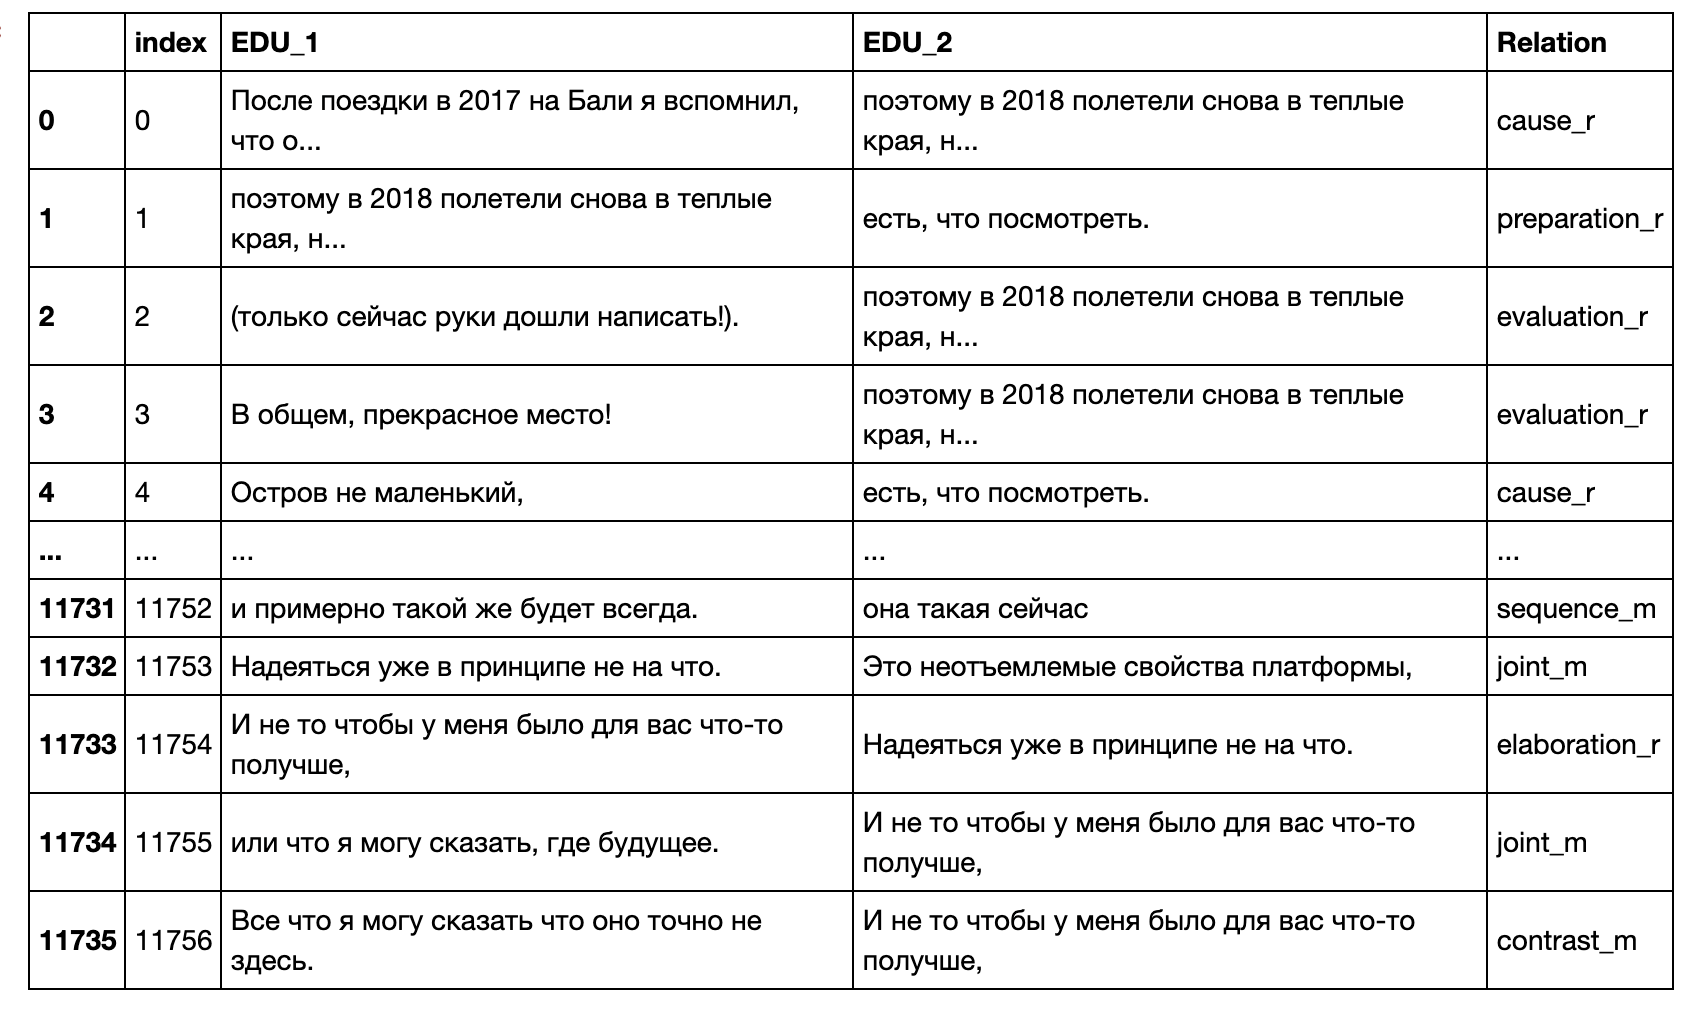 index EDU_1 EDU_2 Relation
0 0 После поездки в 2017 на Бали я вспомнил, что о... поэтому в 2018 полетели снова в теплые края, н... cause_r
1 1 поэтому в 2018 полетели снова в теплые края, н... есть, что посмотреть. preparation_r
2 2 (только сейчас руки дошли написать!). поэтому в 2018 полетели снова в теплые края, н... evaluation_r
3 3 В общем, прекрасное место! поэтому в 2018 полетели снова в теплые края, н... evaluation_r
4 4 Остров не маленький, есть, что посмотреть. cause_r
... ... ... ... ...
11731 11752 и примерно такой же будет всегда. она такая сейчас sequence_m
11732 11753 Надеяться уже в принципе не на что. Это неотъемлемые свойства платформы, joint_m
11733 11754 И не то чтобы у меня было для вас что-то получше, Надеяться уже в принципе не на что. elaboration_r
11734 11755 или что я могу сказать, где будущее. И не то чтобы у меня было для вас что-то получше, joint_m
11735 11756 Все что я могу сказать что оно точно не здесь. И не то чтобы у меня было для вас что-то получше, contrast_m